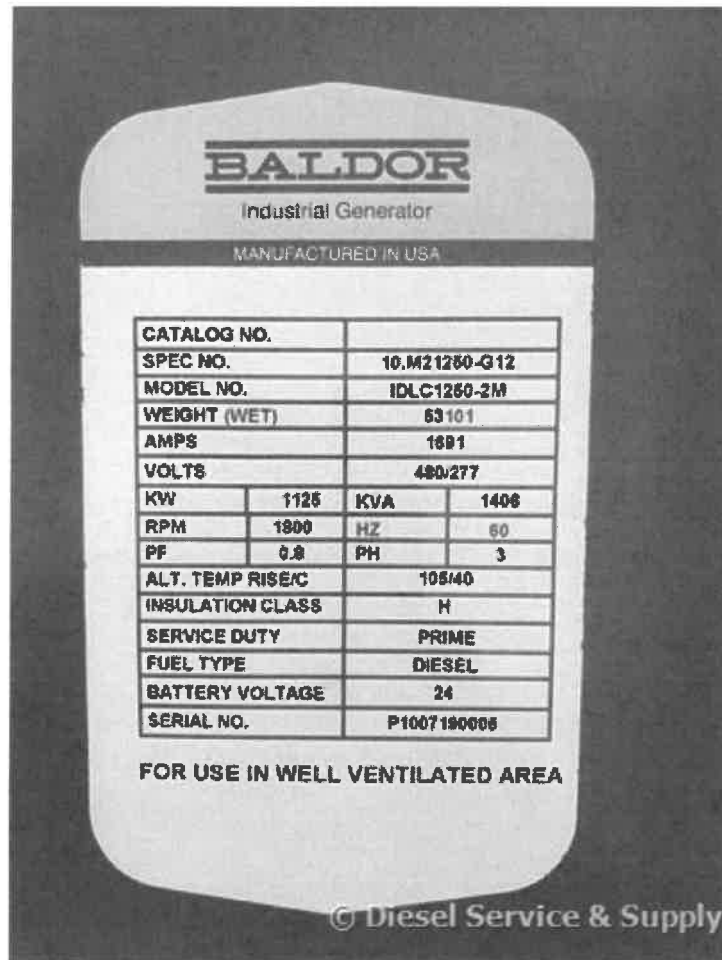 BALDOR
Industrial Generator
MANUFACTURED IN USA
CATALOG NO.
SPEC NO. 10.M21250-G12
MODEL NO. IDLC1250-2M
WEIGHT (WET) 53101
AMPS 1691
VOLTS 480/277
KW 1125 KVA 1406
RPM 1800 HZ 60
PF 0.8 PH 3
ALT. TEMP RISE/C 105/40
INSULATION CLASS H
SERVICE DUTY PRIME
FUEL TYPE DIESEL
BATTERY VOLTAGE 24
SERIAL NO. P1007190005
FOR USE IN WELL VENTILATED AREA
© Diesel Service & Supply